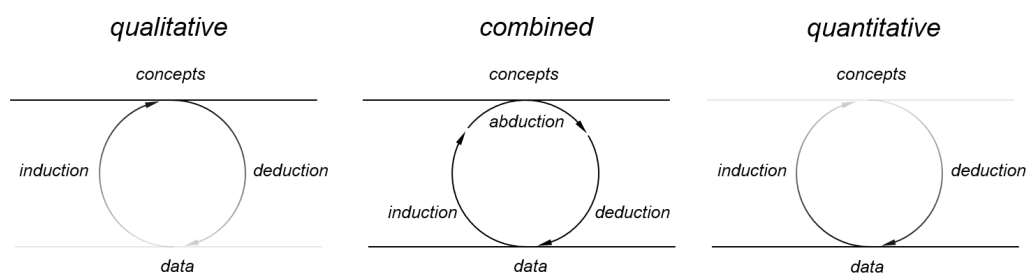 qualitative
concepts
induction
deduction
data
combined
concepts
abduction
induction
deduction
data
quantitative
concepts
induction
deduction
data